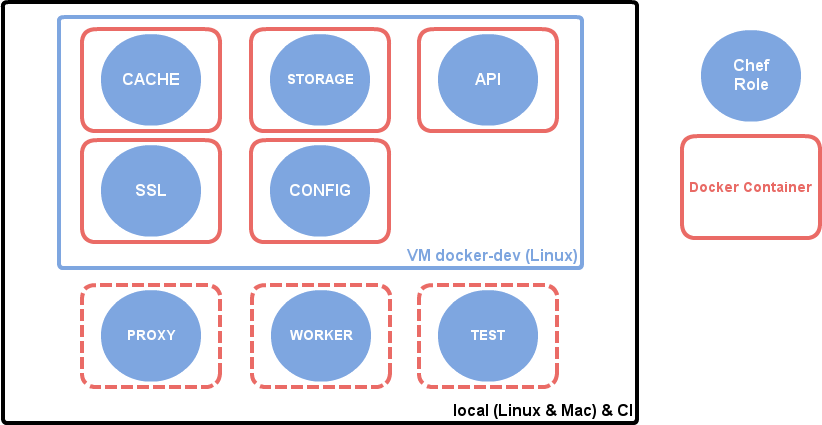 CACHE
STORAGE
API
SSL
CONFIG
VM docker-dev (Linux)
PROXY
WORKER
TEST
local (Linux & Mac) & CI
Chef
Role
Docker Container